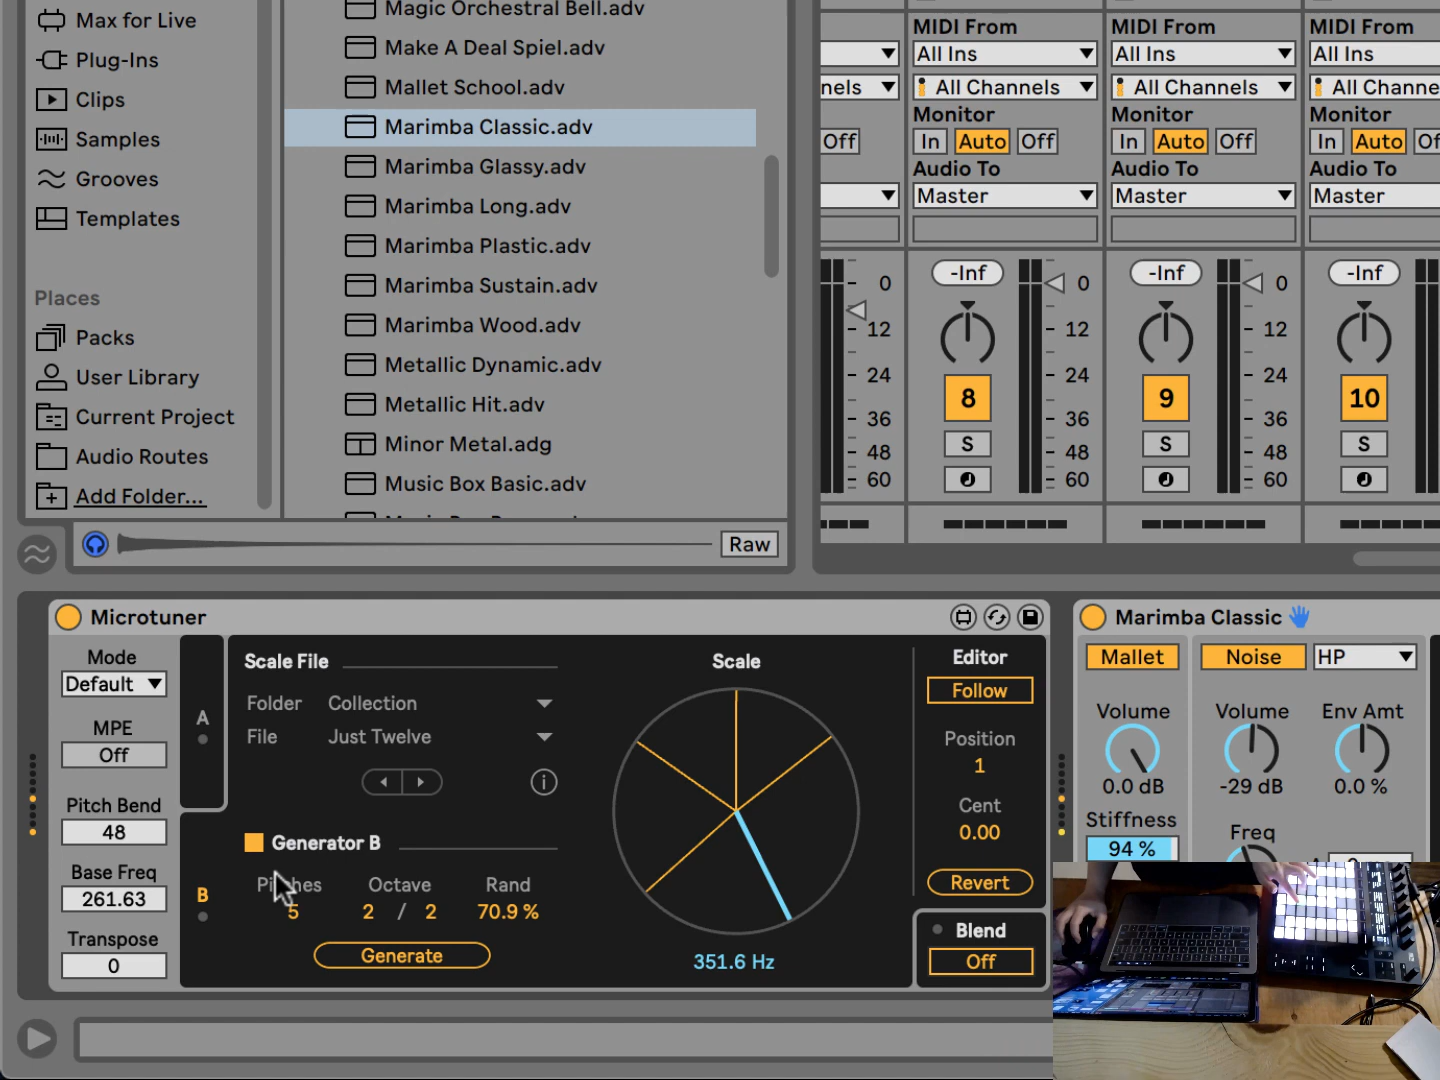 Max for Live
Plug-Ins
Clips
Samples
Grooves
Templates
Places
Packs
User Library
Current Project
Audio Routes
Add Folder...
Magic Orchestral Bell.adv
Make A Deal Spiel.adv
Mallet School.adv
Marimba Classic.adv
Marimba Glassy.adv
Marimba Long.adv
Marimba Plastic.adv
Marimba Sustain.adv
Marimba Wood.adv
Metallic Dynamic.adv
Metallic Hit.adv
Minor Metal.adg
Music Box Basic.adv
Raw
nels
Off
0
12
24
36
48
60
MIDI From
All Ins
All Channels
Monitor
In Auto Off
Audio To
Master
-Inf
0
12
24
36
48
60
8
S
MIDI From
All Ins
All Channels
Monitor
In Auto Off
Audio To
Master
-Inf
0
12
24
36
48
60
9
S
MIDI From
All Ins
All Channe
Monitor
In Auto Of
Audio To
Master
-Inf
10
S
Microtuner
Mode
Default
MPE
Off
Pitch Bend
48
Base Freq
261.63
Transpose
0
A
B
Scale File
Folder Collection
File Just Twelve
Generator B
Pitches Octave Rand
5 2 / 2 70.9 %
Generate
Scale
351.6 Hz
Editor
Follow
Position
1
Cent
0.00
Revert
Blend
Off
Marimba Classic
Mallet
Volume
0.0 dB
Stiffness
94 %
Noise HP
Volume Env Amt
-29 dB 0.0 %
Freq